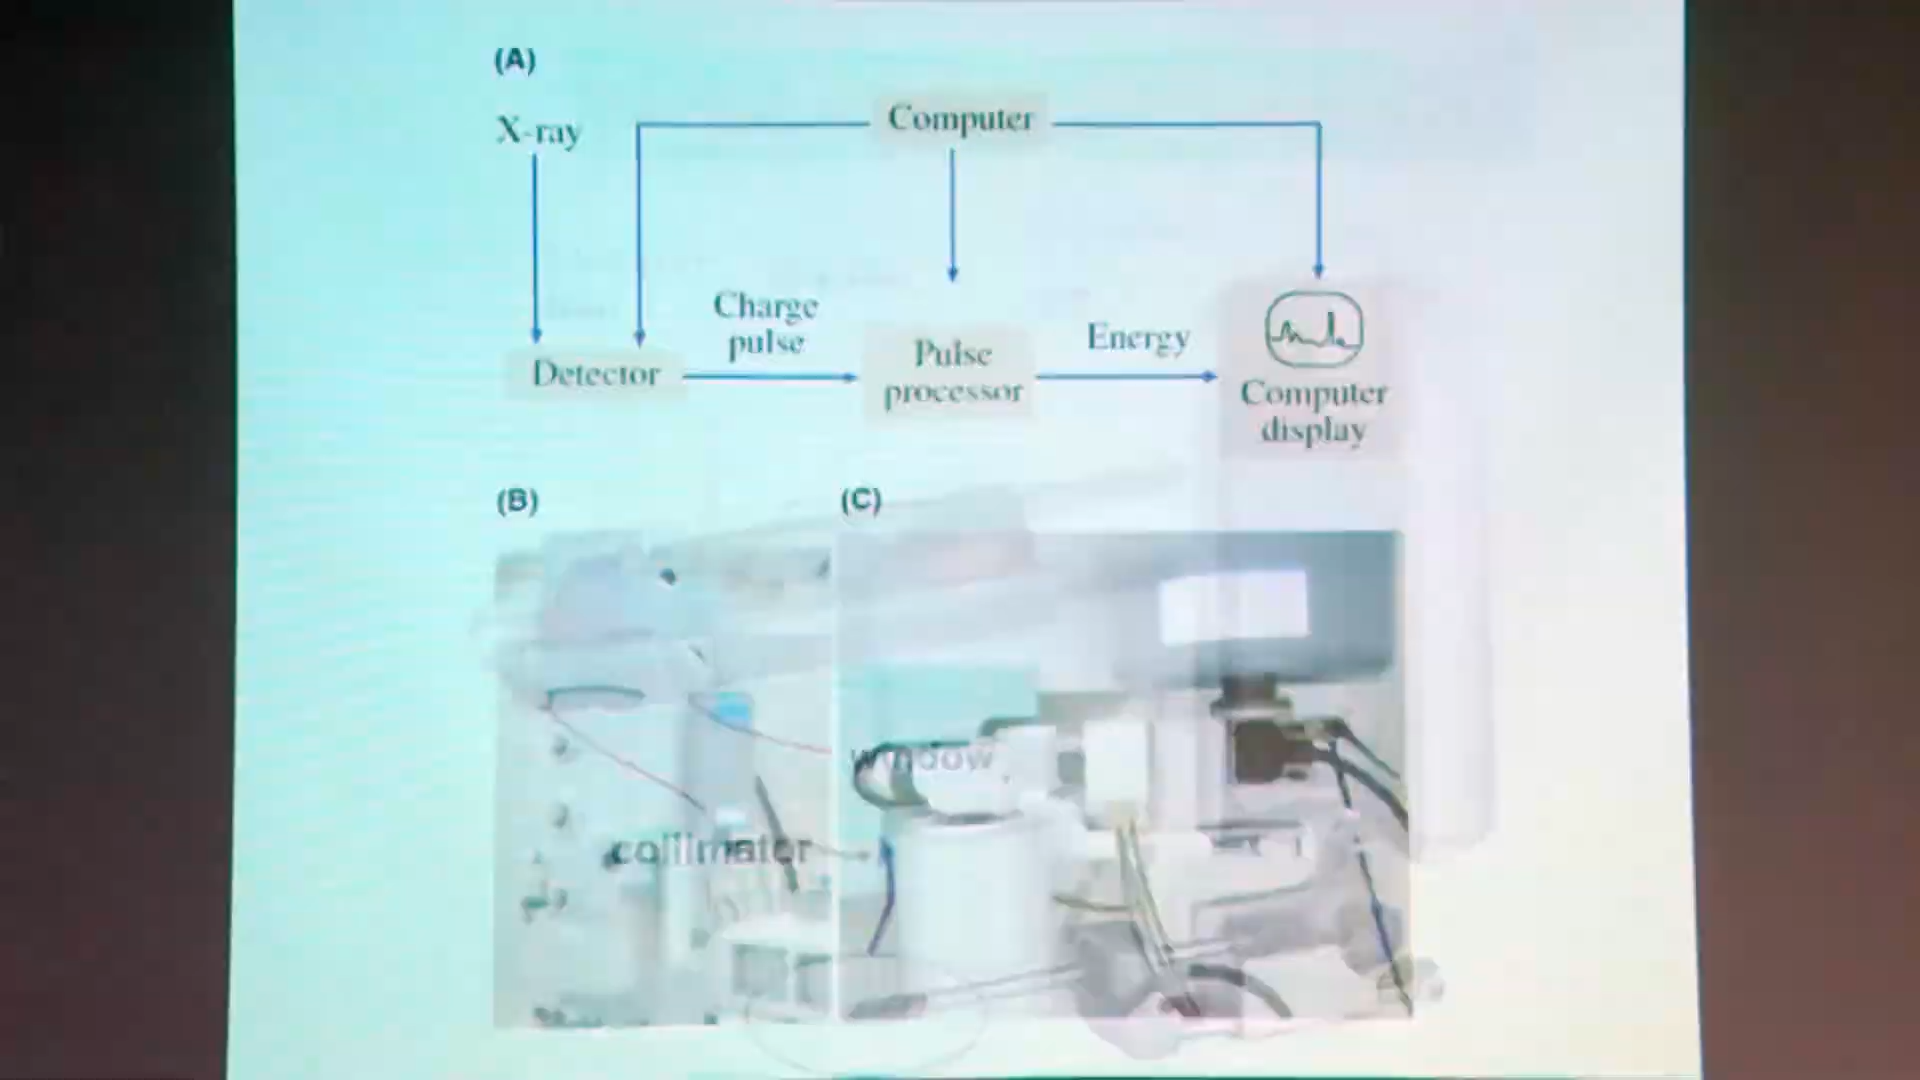 (A)
X-ray
Computer
Charge
pulse
Energy
Detector
Pulse
processor
Computer
display
(B)
(C)
window
collimator